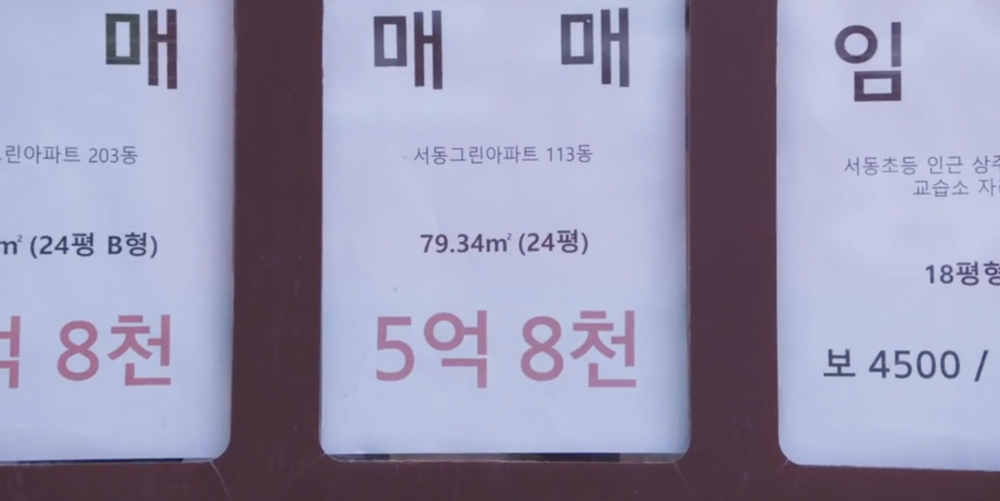 매
린아파트 203동
m² (24평 B형)
억 8천
매 매
서동그린아파트 113동
79.34m² (24평)
5억 8천
임
서동초등 인근 상
교습소 자
18평형
보 4500 /